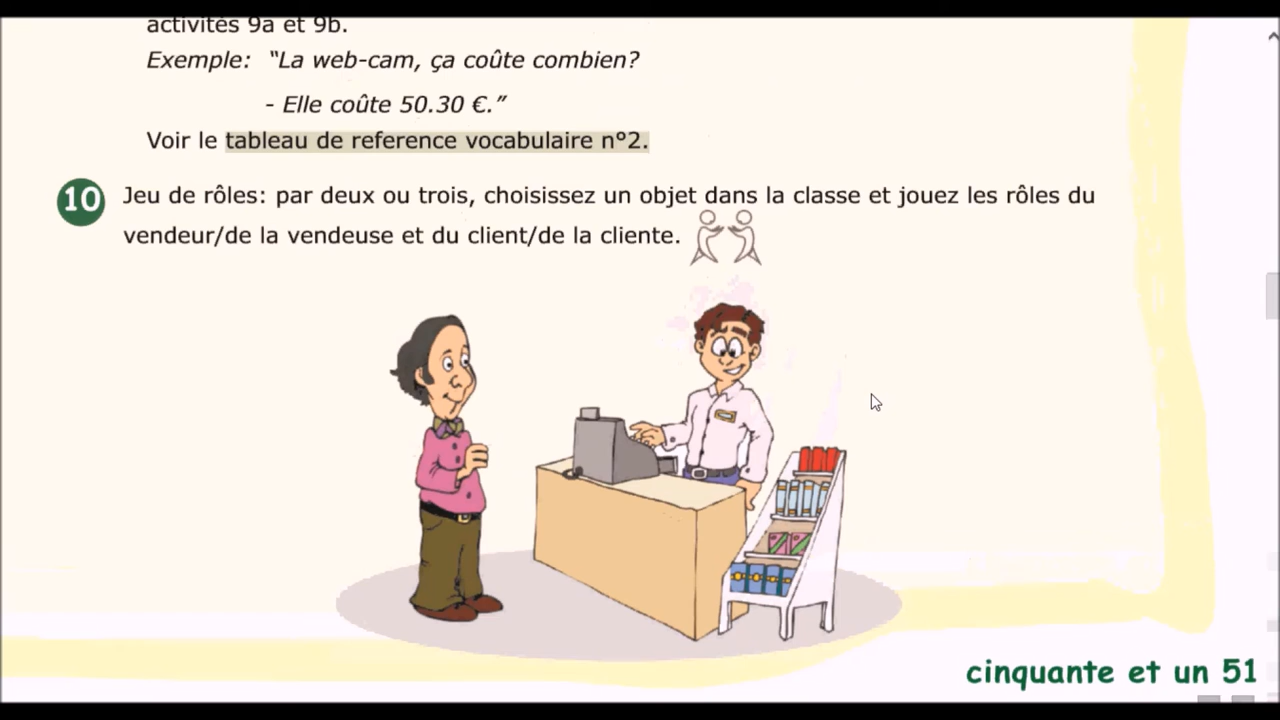 activités 9a et 9b.
Exemple: “La web-cam, ça coûte combien?
- Elle coûte 50.30 €.”
Voir le tableau de reference vocabulaire n°2.
10 Jeu de rôles: par deux ou trois, choisissez un objet dans la classe et jouez les rôles du
vendeur/de la vendeuse et du client/de la cliente.
cinquante et un 51